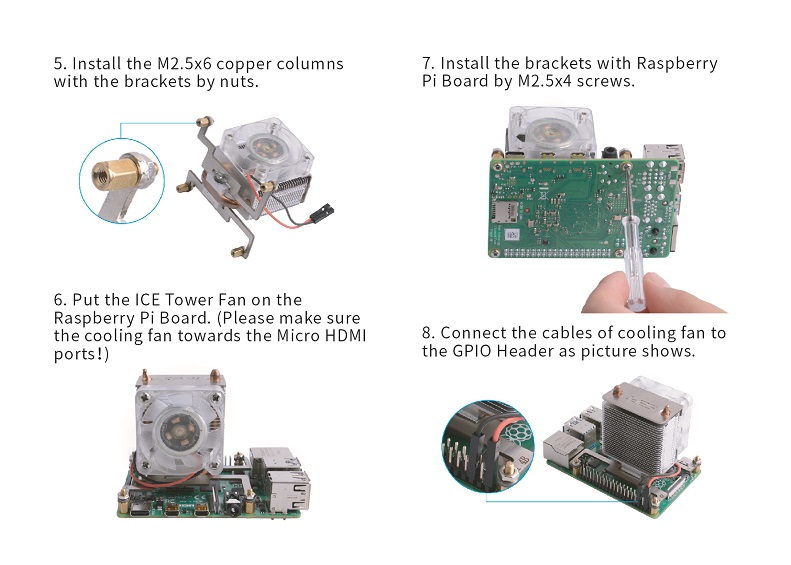 5. Install the M2.5x6 copper columns
with the brackets by nuts.
6. Put the ICE Tower Fan on the
Raspberry Pi Board. (Please make sure
the cooling fan towards the Micro HDMI
ports!)
7. Install the brackets with Raspberry
Pi Board by M2.5x4 screws.
8. Connect the cables of cooling fan to
the GPIO Header as picture shows.